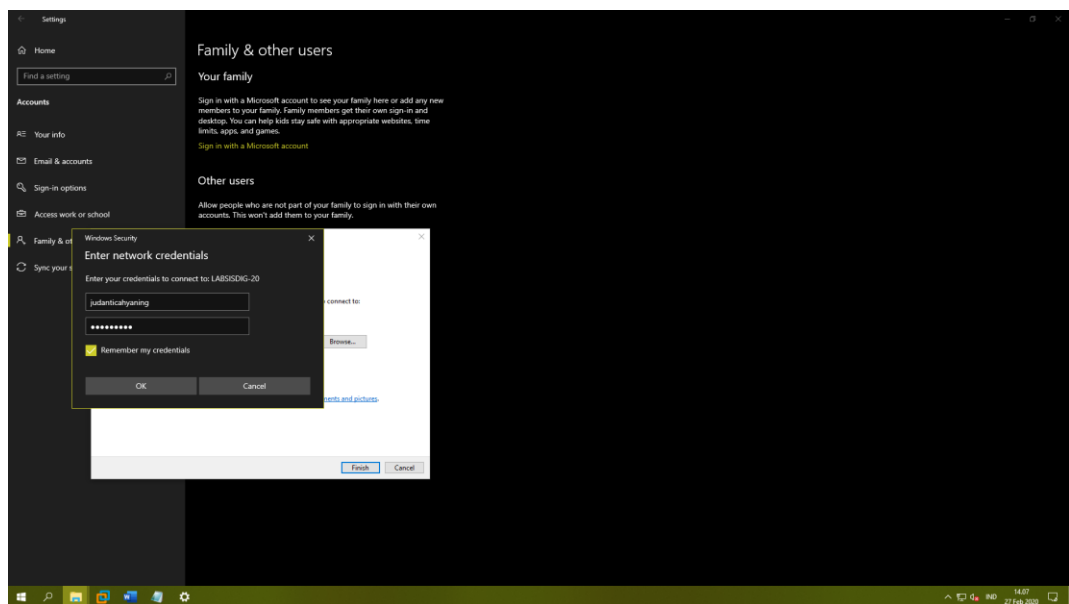 Settings
Home
Find a setting
Accounts
Your info
Email & accounts
Sign-in options
Access work or school
Family & ot
Sync your s
Family & other users
Your family
Sign in with a Microsoft account to see your family here or add any new
members to your family. Family members get their own sign-in and
desktop. You can help kids stay safe with appropriate websites, time
limits, apps, and games.
Sign in with a Microsoft account
Other users
Allow people who are not part of your family to sign in with their own
accounts. This won't add them to your family.
Windows Security
Enter network credentials
Enter your credentials to connect to: LABSISDIG-20
judanticahyaning
•••••••••
Remember my credentials
OK
Cancel
connect to:
Browse...
ments and pictures.
Finish
Cancel
IND
14.07
27 Feb 2020